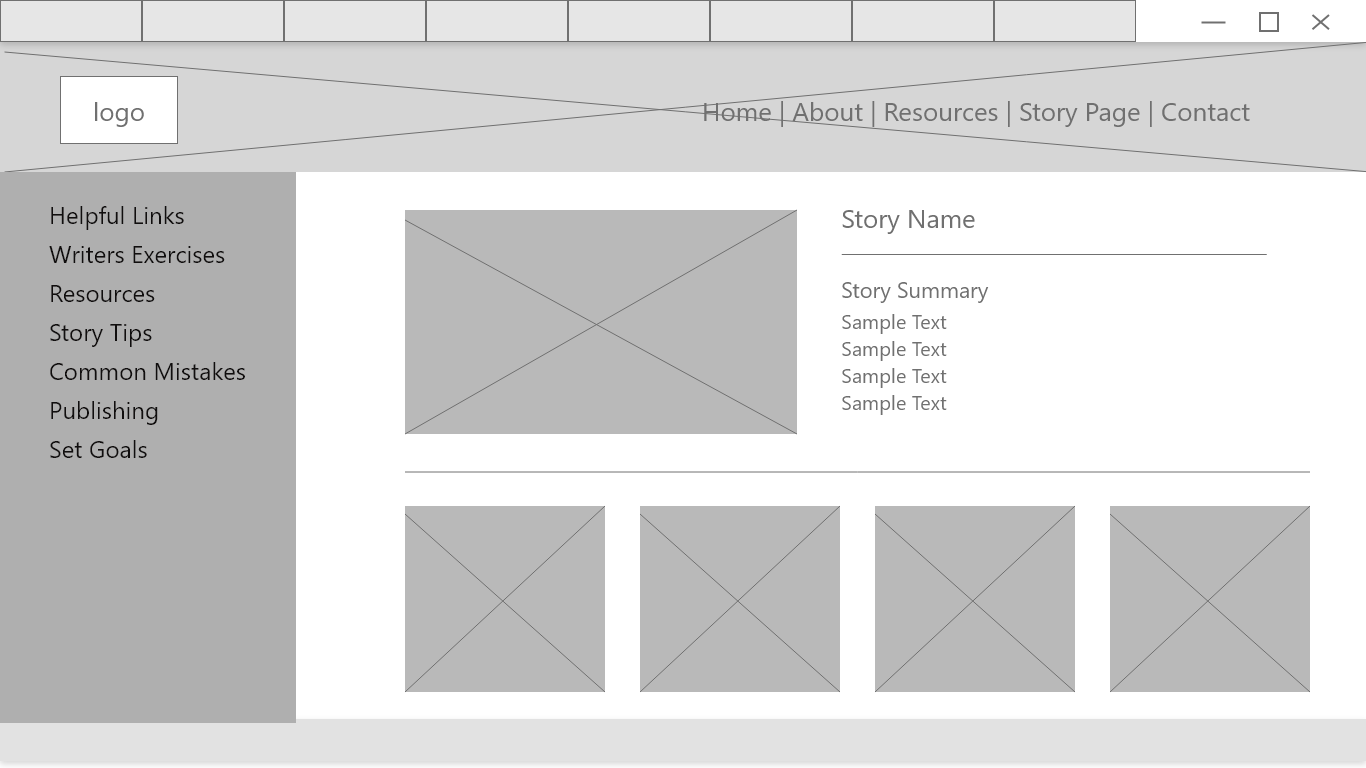 logo
Home | About | Resources | Story Page | Contact
Helpful Links
Writers Exercises
Resources
Story Tips
Common Mistakes
Publishing
Set Goals
Story Name
Story Summary
Sample Text
Sample Text
Sample Text
Sample Text